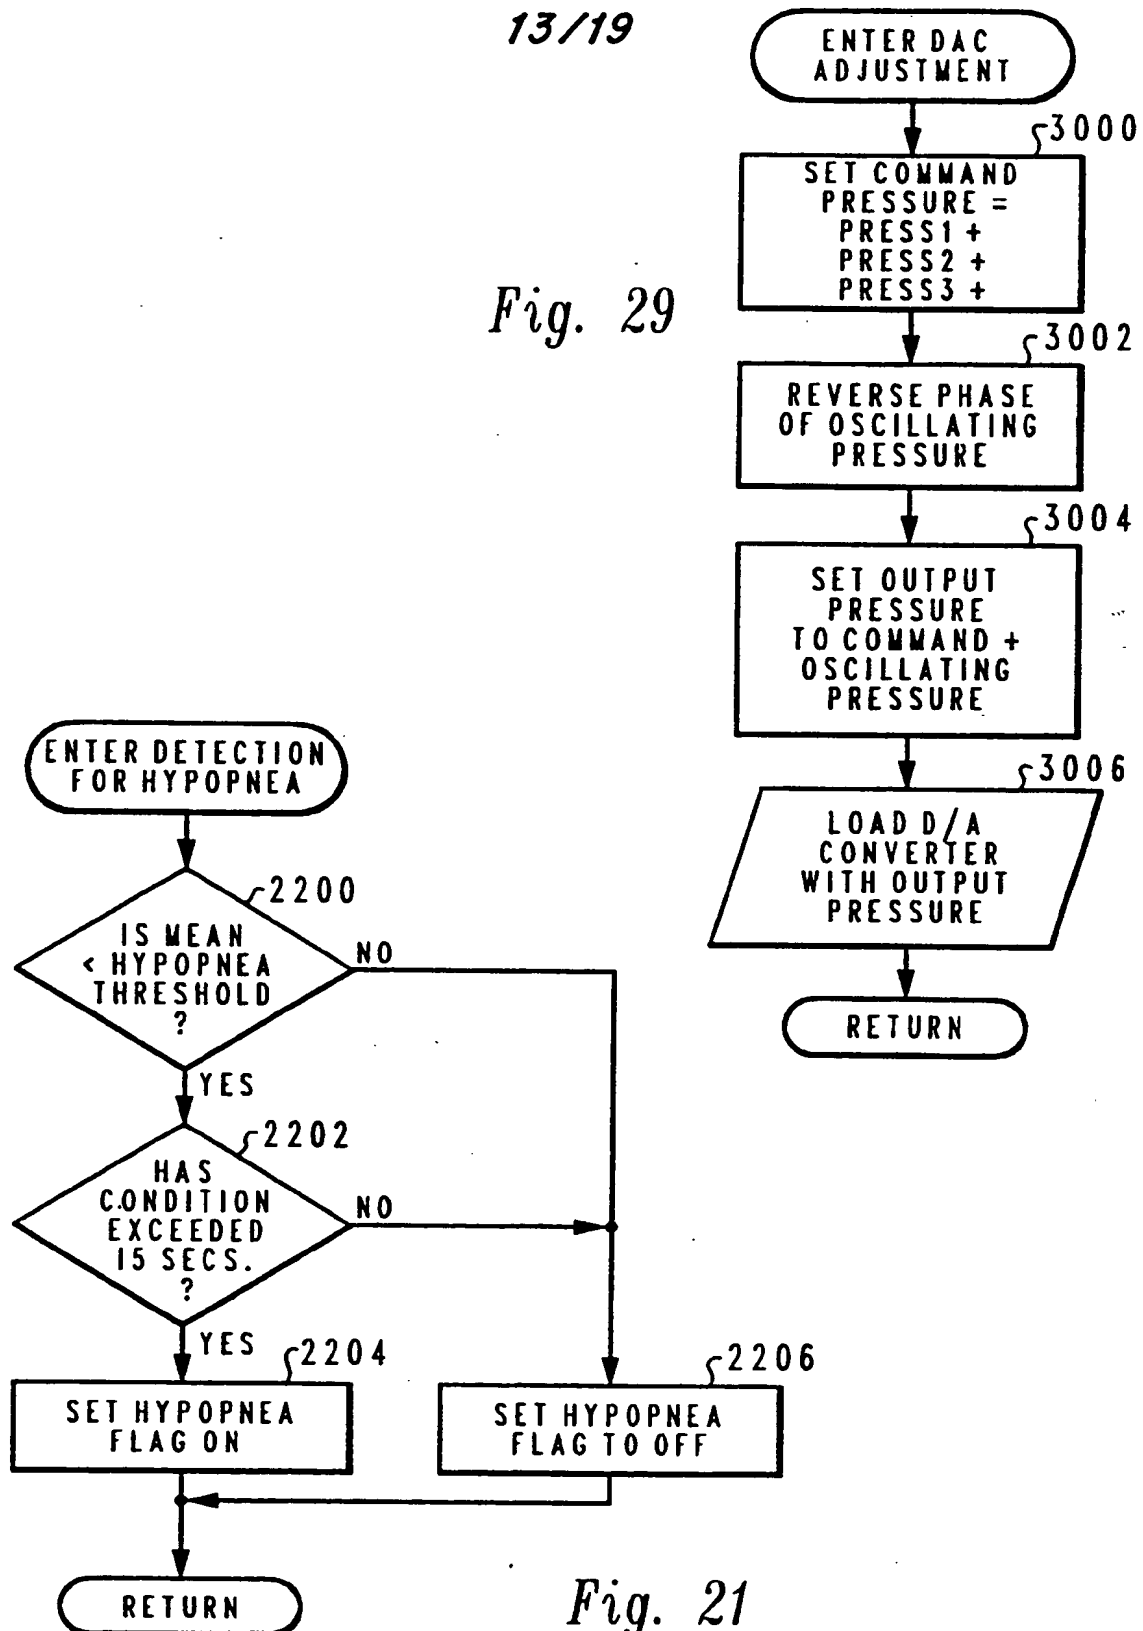 13/19
ENTER DAC
ADJUSTMENT
3000
SET COMMAND
PRESSURE =
PRESS1 +
PRESS2 +
PRESS3 +
Fig. 29
3002
REVERSE PHASE
OF OSCILLATING
PRESSURE
3004
SET OUTPUT
PRESSURE
TO COMMAND +
OSCILLATING
PRESSURE
3006
LOAD D/A
CONVERTER
WITH OUTPUT
PRESSURE
RETURN
ENTER DETECTION
FOR HYPOPNEA
2200
IS MEAN
< HYPOPNEA
THRESHOLD
?
NO
YES
2202
HAS
CONDITION
EXCEEDED
15 SECS.
?
NO
YES
2204
SET HYPOPNEA
FLAG ON
2206
SET HYPOPNEA
FLAG TO OFF
RETURN
Fig. 21